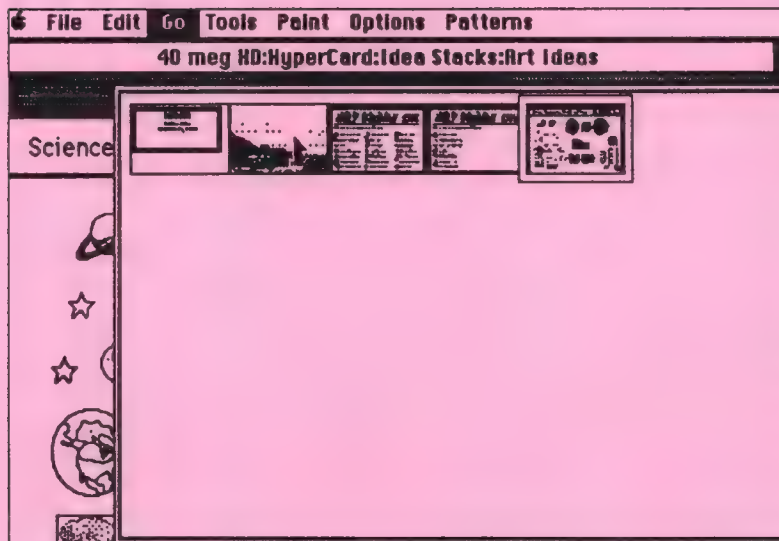 File Edit Go Tools Paint Options Patterns
40 meg HD:HyperCard:Idea Stacks:Art Ideas
Science